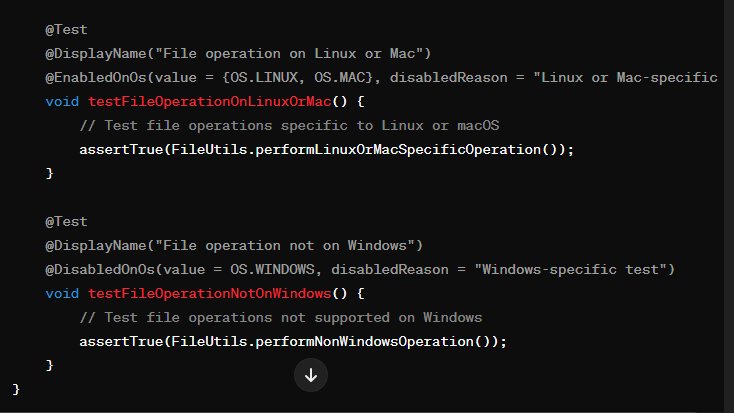 @Test
@DisplayName("File operation on Linux or Mac")
@EnabledOnOs(value = {OS.LINUX, OS.MAC}, disabledReason = "Linux or Mac-specific
void testFileOperationOnLinuxOrMac() {
// Test file operations specific to Linux or macOS
assertTrue(FileUtils.performLinuxOrMacSpecificOperation());
}
@Test
@DisplayName("File operation not on Windows")
@DisabledOnOs(value = OS.WINDOWS, disabledReason = "Windows-specific test")
void testFileOperationNotOnWindows() {
// Test file operations not supported on Windows
assertTrue(FileUtils.performNonWindowsOperation());
}
}